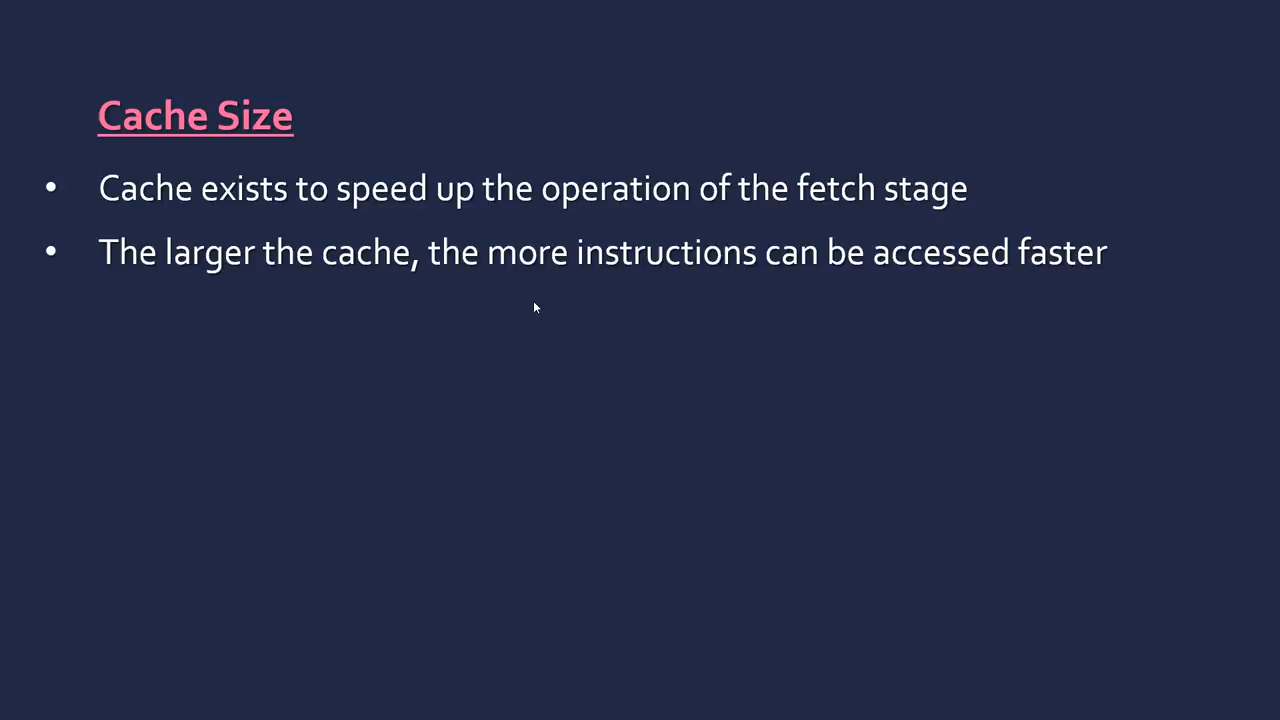 Cache Size
• Cache exists to speed up the operation of the fetch stage
• The larger the cache, the more instructions can be accessed faster